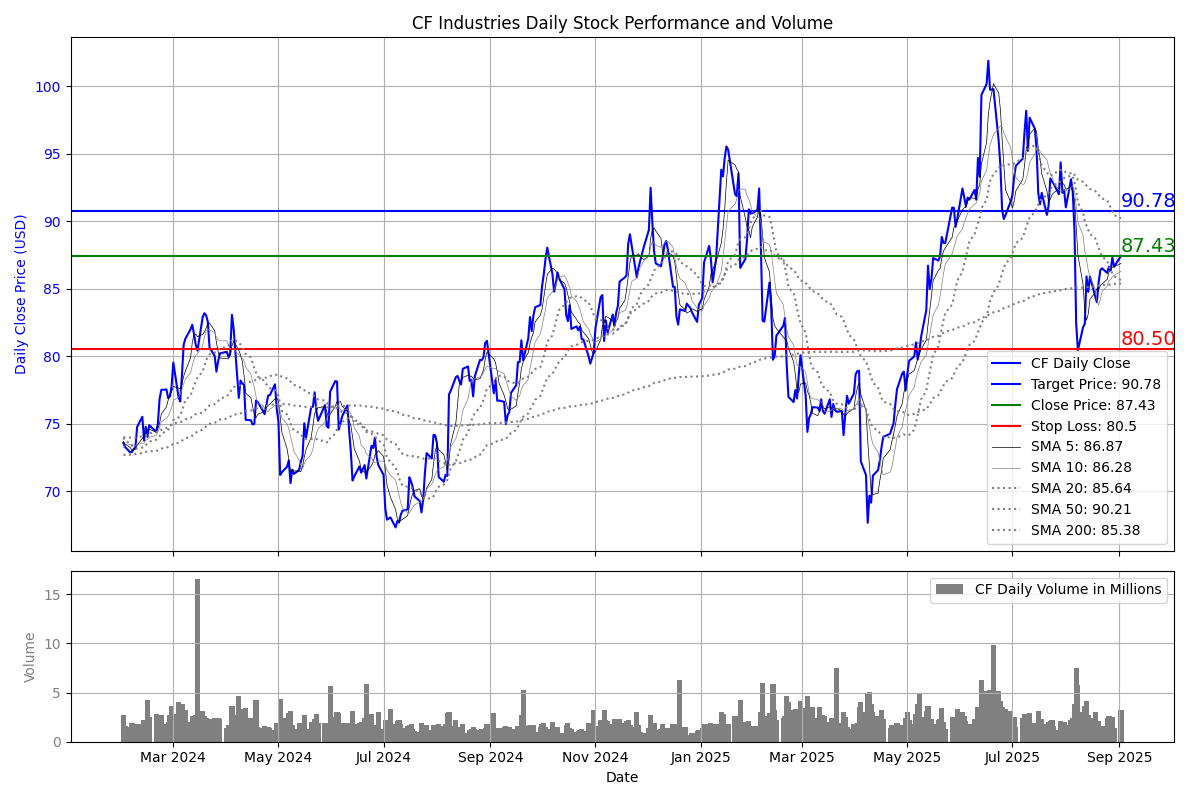 CF Industries Daily Stock Performance and Volume
Daily Close Price (USD)
100
95
90
85
80
75
70
90.78
87.43
80.50
CF Daily Close
Target Price: 90.78
Close Price: 87.43
Stop Loss: 80.5
SMA 5: 86.87
SMA 10: 86.28
SMA 20: 85.64
SMA 50: 90.21
SMA 200: 85.38
Volume
15
10
5
0
CF Daily Volume in Millions
Mar 2024 May 2024 Jul 2024 Sep 2024 Nov 2024 Jan 2025 Mar 2025 May 2025 Jul 2025 Sep 2025
Date